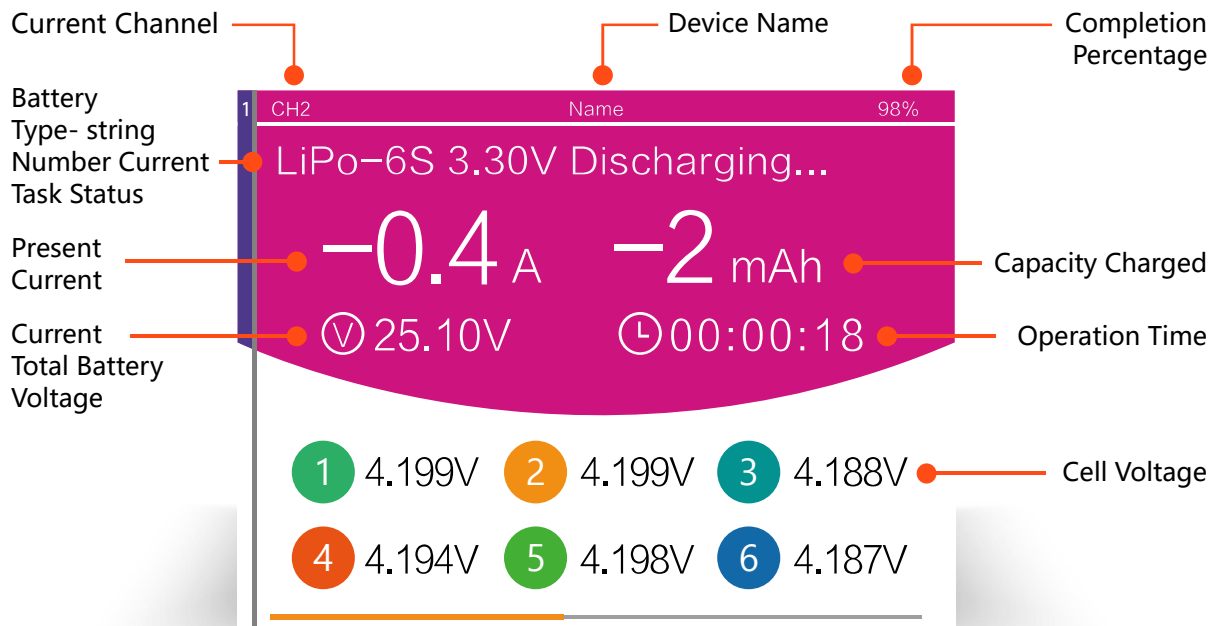 Current Channel
Device Name
Completion
Percentage
Battery
Type- string
Number Current
Task Status
1
CH2
Name
98%
LiPo-6S 3.30V Discharging...
Present
Current
-0.4 A
-2 mAh
Capacity Charged
Current
Total Battery
Voltage
V 25.10V
00:00:18
Operation Time
1 4.199V
2 4.199V
3 4.188V
Cell Voltage
4 4.194V
5 4.198V
6 4.187V